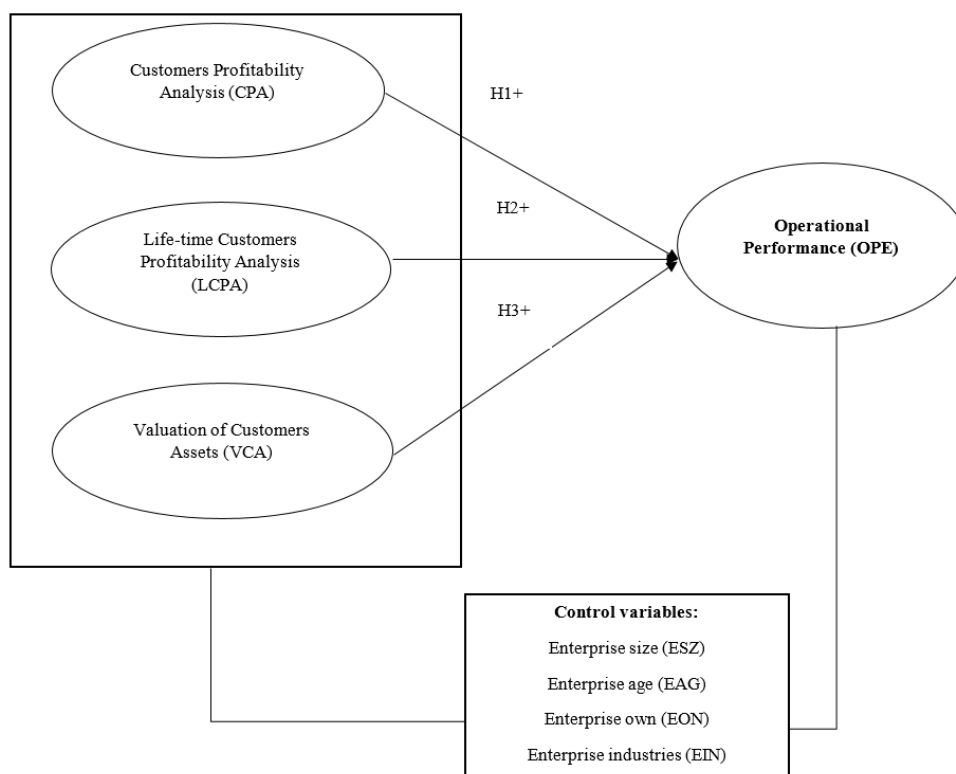 Customers Profitability
Analysis (CPA)
H1+
H2+
Life-time Customers
Profitability Analysis
(LCPA)
Operational
Performance (OPE)
H3+
Valuation of Customers
Assets (VCA)
Control variables:
Enterprise size (ESZ)
Enterprise age (EAG)
Enterprise own (EON)
Enterprise industries (EIN)